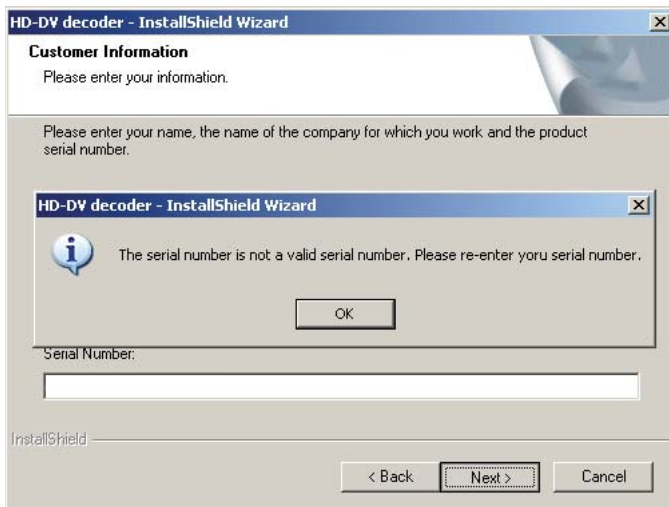 HD-DV decoder - InstallShield Wizard
Customer Information
Please enter your information.
Please enter your name, the name of the company for which you work and the product
serial number.
HD-DV decoder - InstallShield Wizard
The serial number is not a valid serial number. Please re-enter yoru serial number.
OK
Serial Number:
InstallShield
< Back
Next >
Cancel